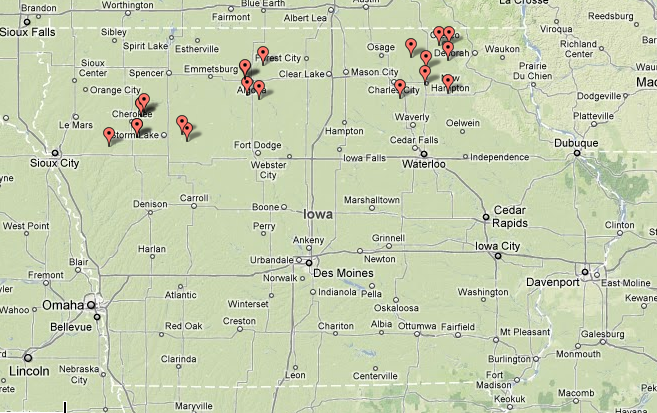 Brandon
Worthington
Blue Earth
Austin
La Crosse
Sioux Falls
Fairmont
Albert Lea
Reedsburg
Sibley
Spirit Lake
Estherville
Forest City
Osage
Decorah
Waukon
Viroqua
Richland Center
Sioux Center
Spencer
Emmetsburg
Clear Lake
Mason City
New Hampton
Prairie Du Chien
Orange City
Charles City
Dodgeville
Cherokee
Le Mars
Storm Lake
Hampton
Waverly
Oelwein
Platteville
Sioux City
Fort Dodge
Cedar Falls
Iowa Falls
Waterloo
Independence
Dubuque
Webster City
Denison
Carroll
Boone
Iowa
Marshalltown
Cedar Rapids
West Point
Perry
Clinton
Harlan
Ankeny
Grinnell
Iowa City
Blair
Urbandale
Newton
Fremont
Des Moines
Davenport
East Moline
Norwalk
Omaha
Atlantic
Winterset
Indianola
Pella
Washington
Kewanee
Wahoo
Bellevue
Oskaloosa
Red Oak
Creston
Chariton
Albia
Ottumwa
Fairfield
Mt Pleasant
Galesburg
Lincoln
Clarinda
Burlington
Monmouth
Nebraska City
Leon
Centerville
Fort Madison
Maryville
Keokuk
Macomb